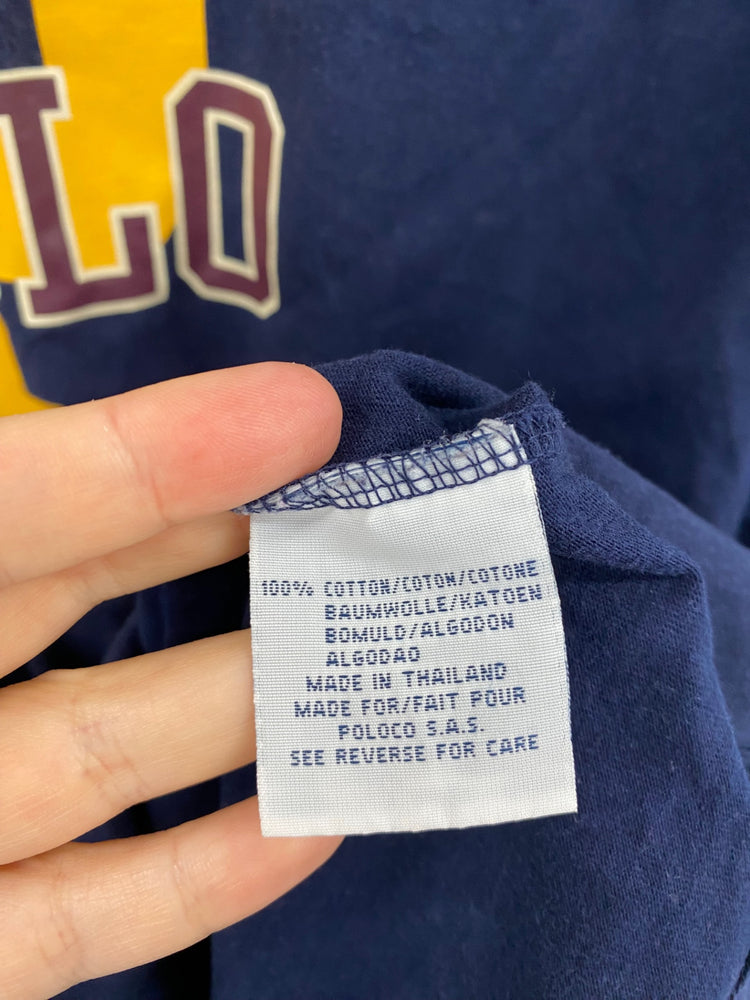 LO
100% COTTON/COTON/COTONE
BAUMWOLLE/KATOEN
BOMULD/ALGODON
ALGODAO
MADE IN THAILAND
MADE FOR/FAIT POUR
POLOCO S.A.S.
SEE REVERSE FOR CARE